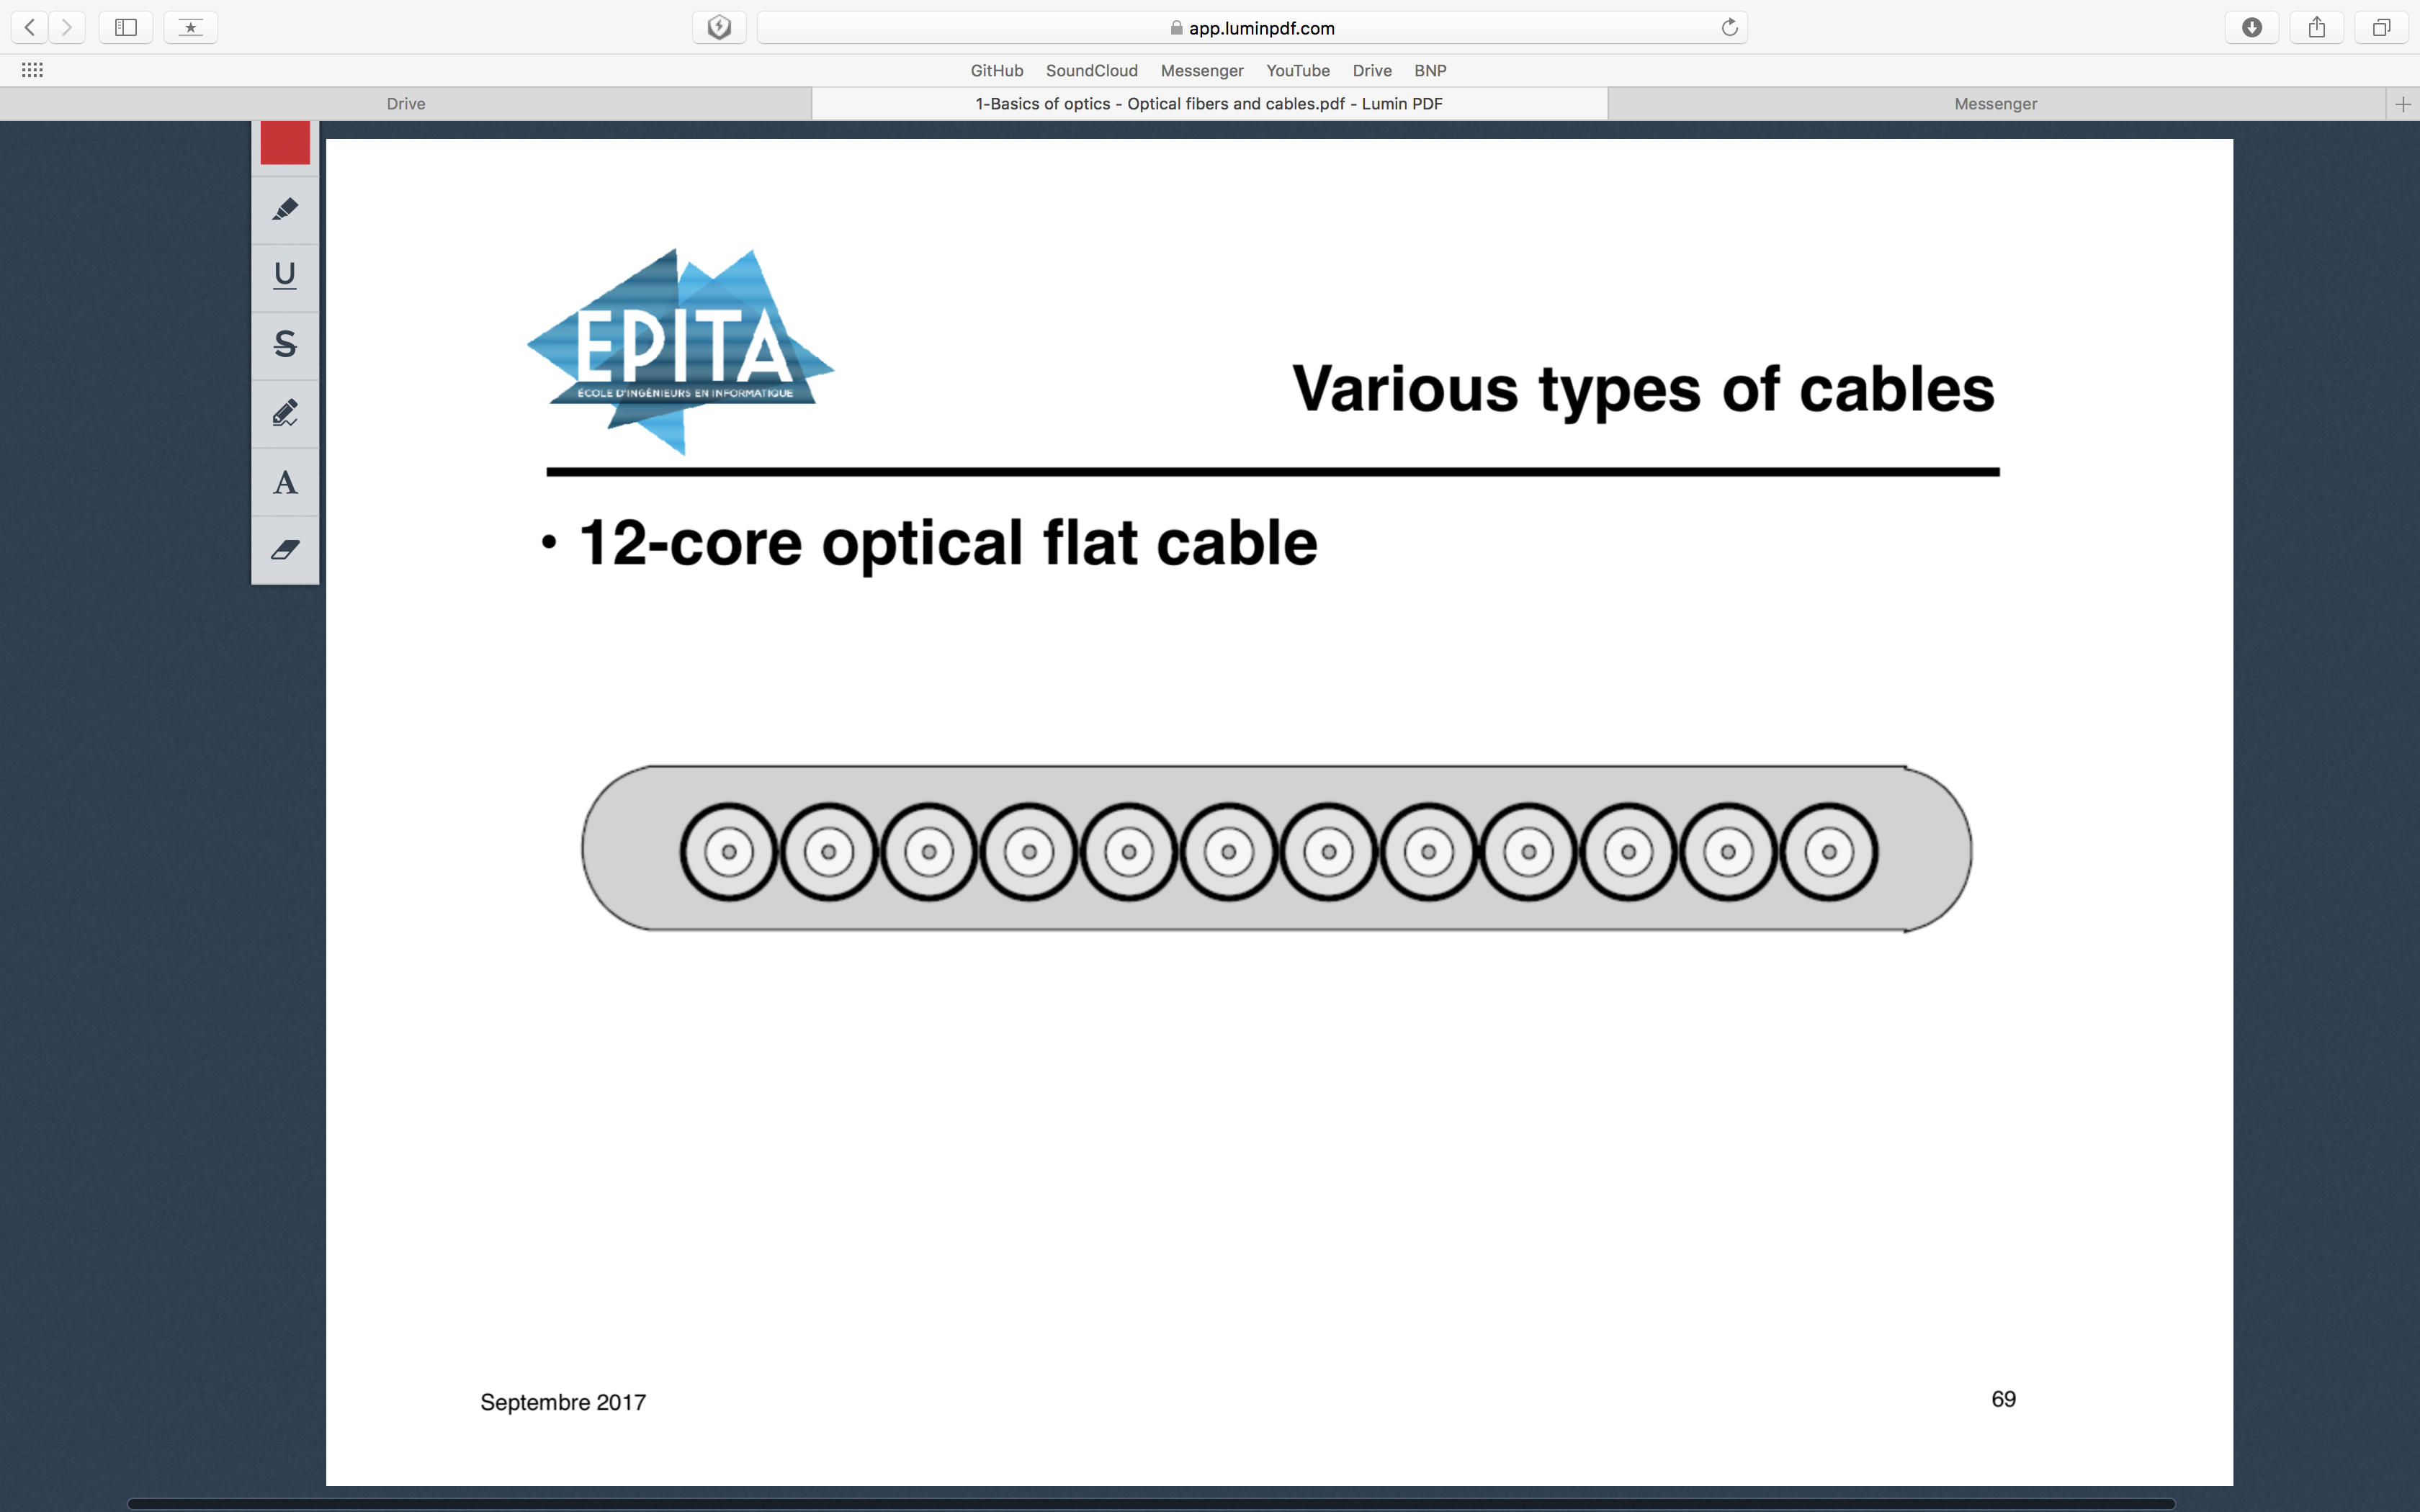 app.luminpdf.com
GitHub SoundCloud Messenger YouTube Drive BNP
Drive
1-Basics of optics - Optical fibers and cables.pdf - Lumin PDF
Messenger
U
S
A
EPITA
ÉCOLE D'INGÉNIEURS EN INFORMATIQUE
Various types of cables
• 12-core optical flat cable
Septembre 2017
69